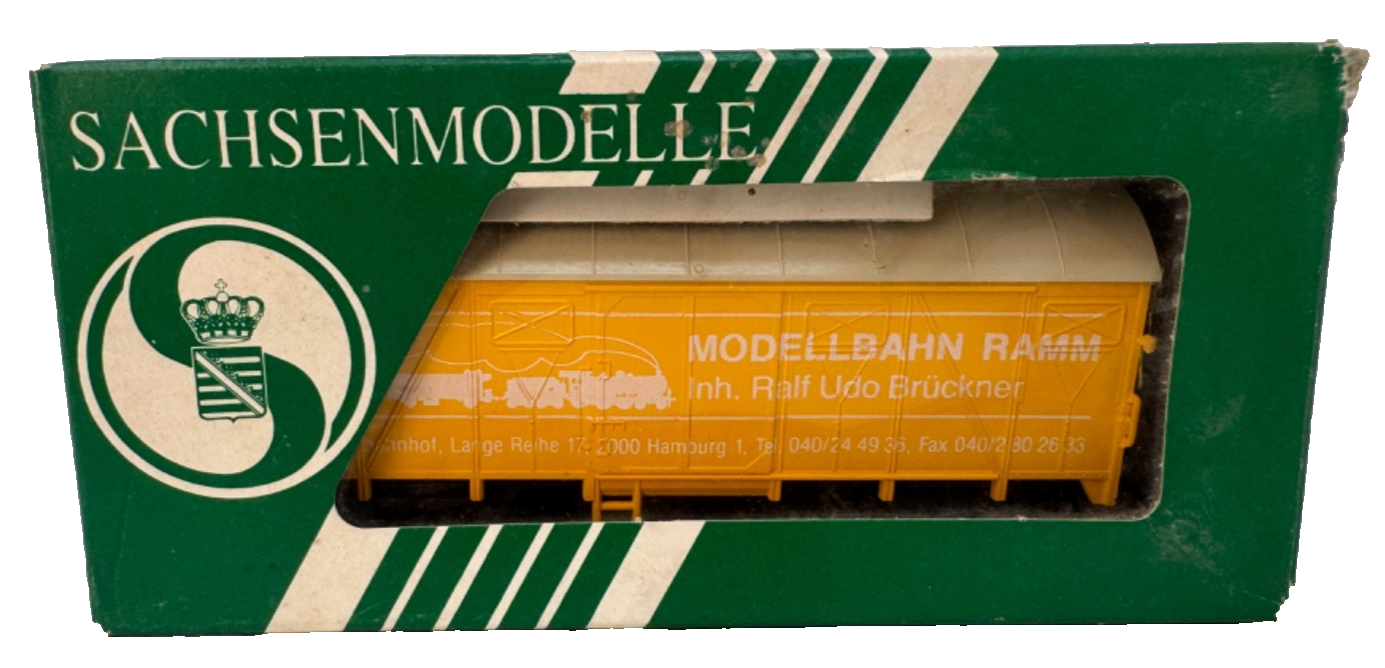 SACHSENMODELLE
MODELLBAHN RAMM
Inh. Ralf Udo Brückner
hnhof, Lange Reihe 17, 2000 Hamburg 1, Tel. 040/24 49 36, Fax 040/2 80 26 33